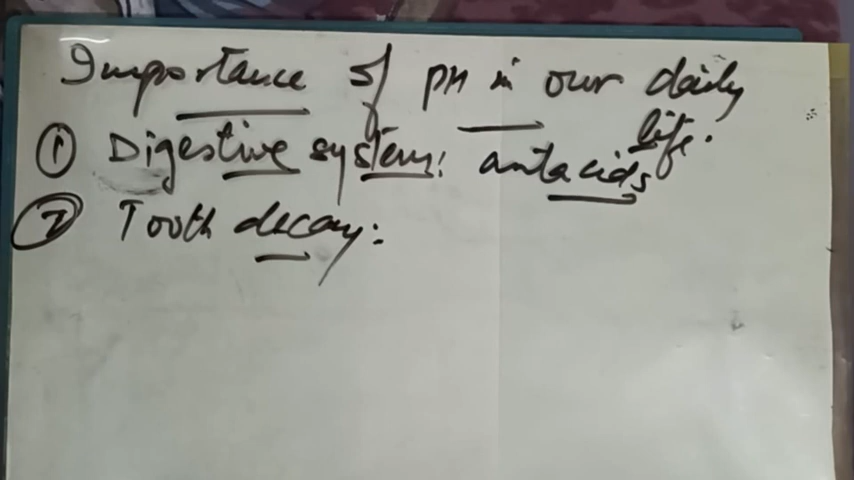 Importance of pH in our daily life.
① Digestive system: antacids
② Tooth decay: